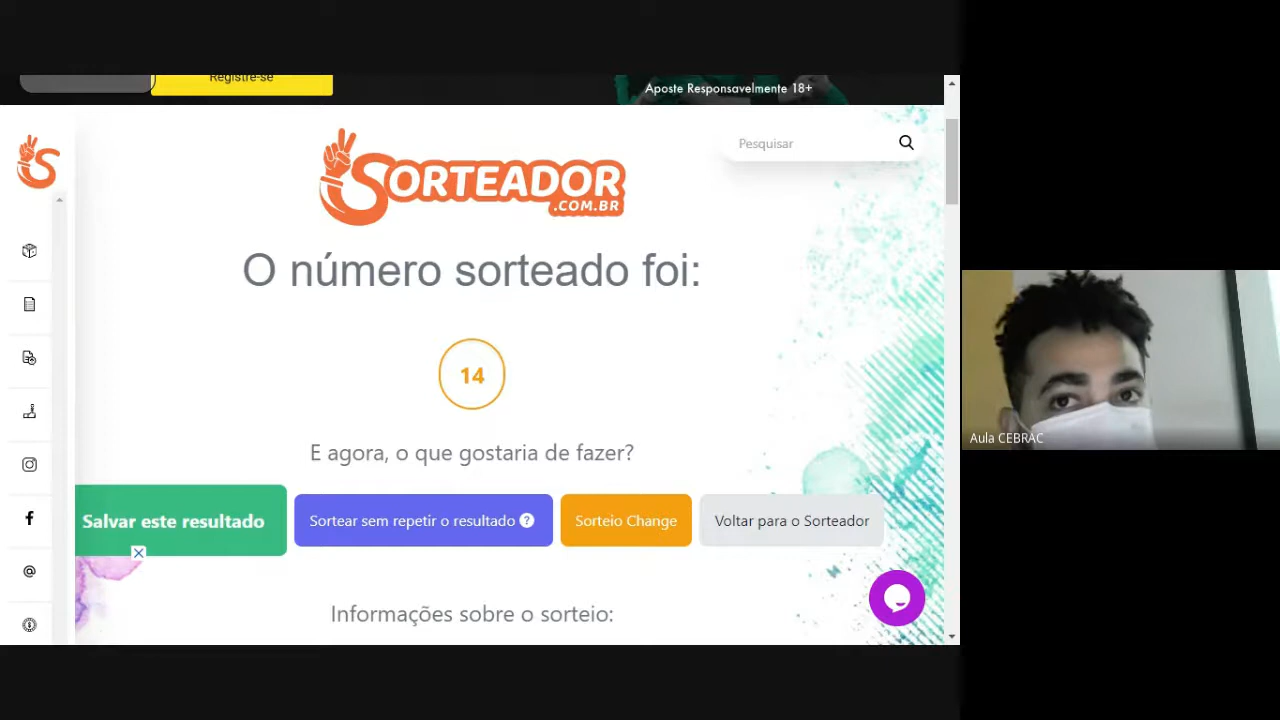 Registre-se
Aposte Responsavelmente 18+
Pesquisar
SORTEADOR
.COM.BR
O número sorteado foi:
14
E agora, o que gostaria de fazer?
Salvar este resultado
Sortear sem repetir o resultado ?
Sorteio Change
Voltar para o Sorteador
Informações sobre o sorteio:
Aula CEBRAC